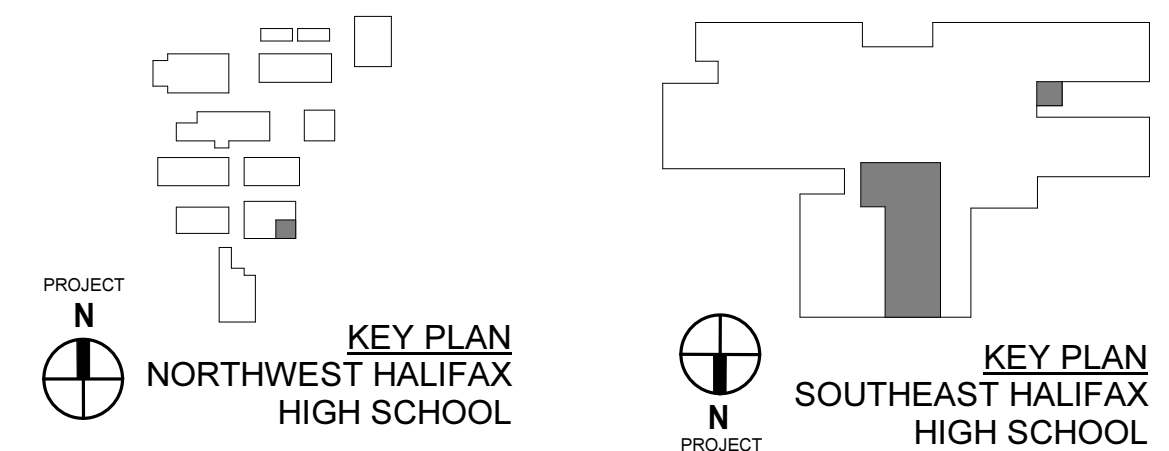 PROJECT
N
KEY PLAN
NORTHWEST HALIFAX
HIGH SCHOOL
KEY PLAN
SOUTHEAST HALIFAX
HIGH SCHOOL
N
PROJECT